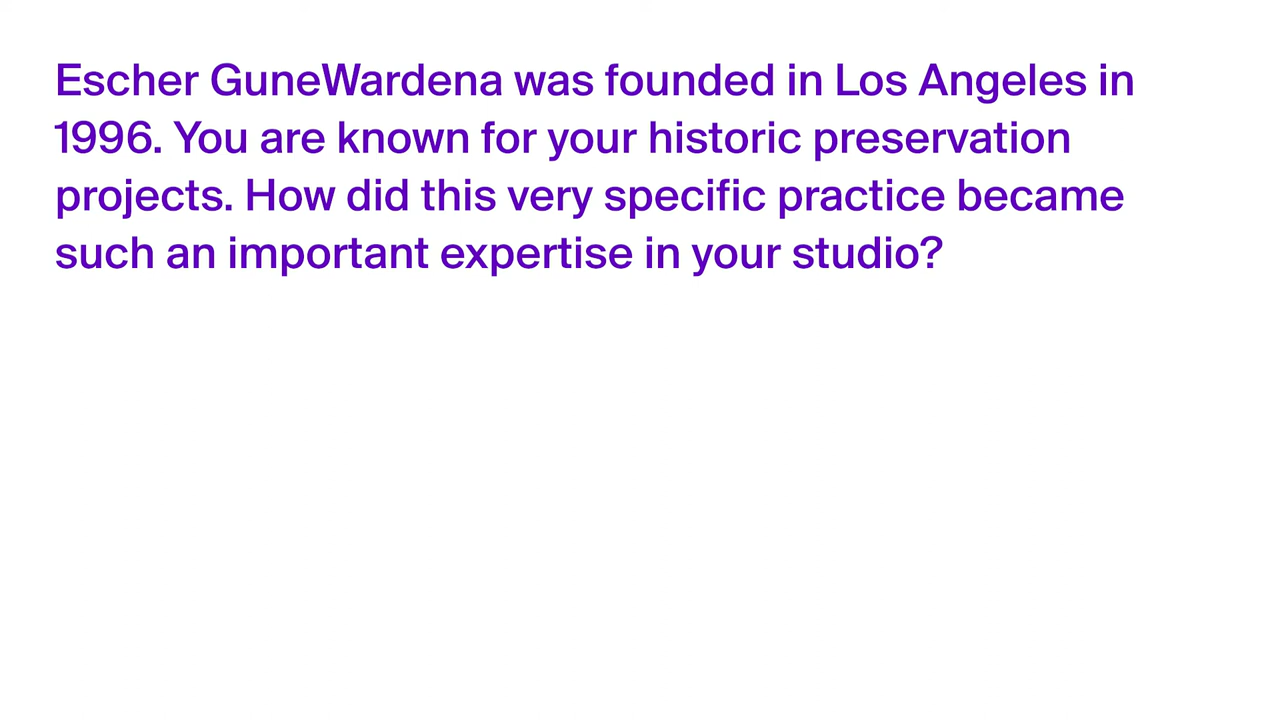 Escher GuneWardena was founded in Los Angeles in
1996. You are known for your historic preservation
projects. How did this very specific practice became
such an important expertise in your studio?